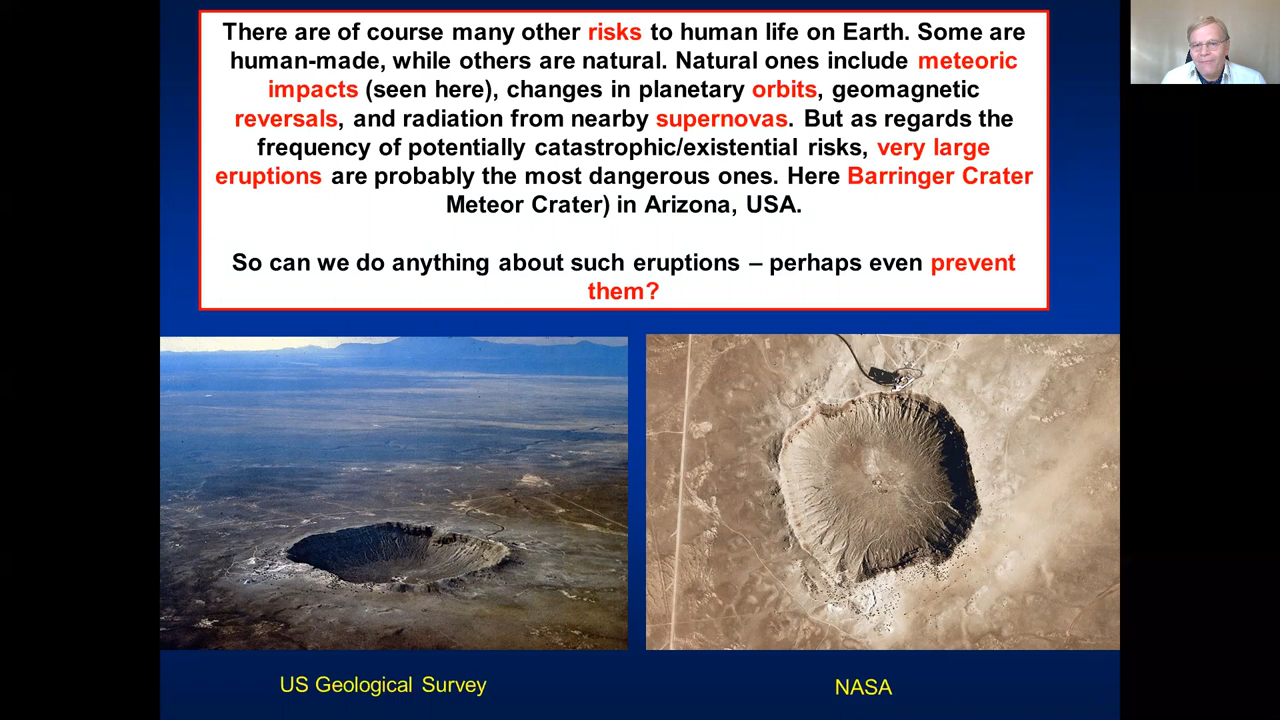 There are of course many other risks to human life on Earth. Some are
human-made, while others are natural. Natural ones include meteoric
impacts (seen here), changes in planetary orbits, geomagnetic
reversals, and radiation from nearby supernovas. But as regards the
frequency of potentially catastrophic/existential risks, very large
eruptions are probably the most dangerous ones. Here Barringer Crater
Meteor Crater) in Arizona, USA.
So can we do anything about such eruptions – perhaps even prevent
them?
US Geological Survey
NASA